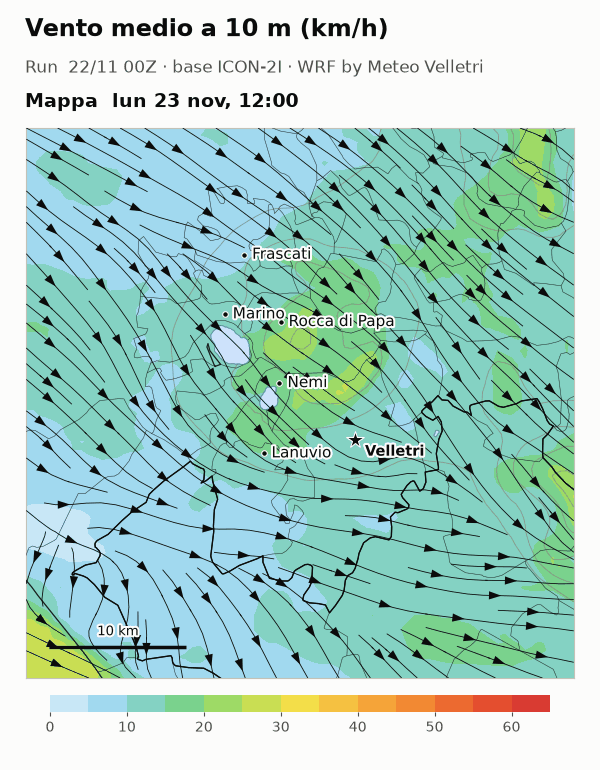 Vento medio a 10 m (km/h)
Run  22/11 00Z · base ICON-2I · WRF by Meteo Velletri
Mappa  lun 23 nov, 12:00
Frascati
Marino
Rocca di Papa
Nemi
Velletri
Lanuvio
10 km
0 10 20 30 40 50 60